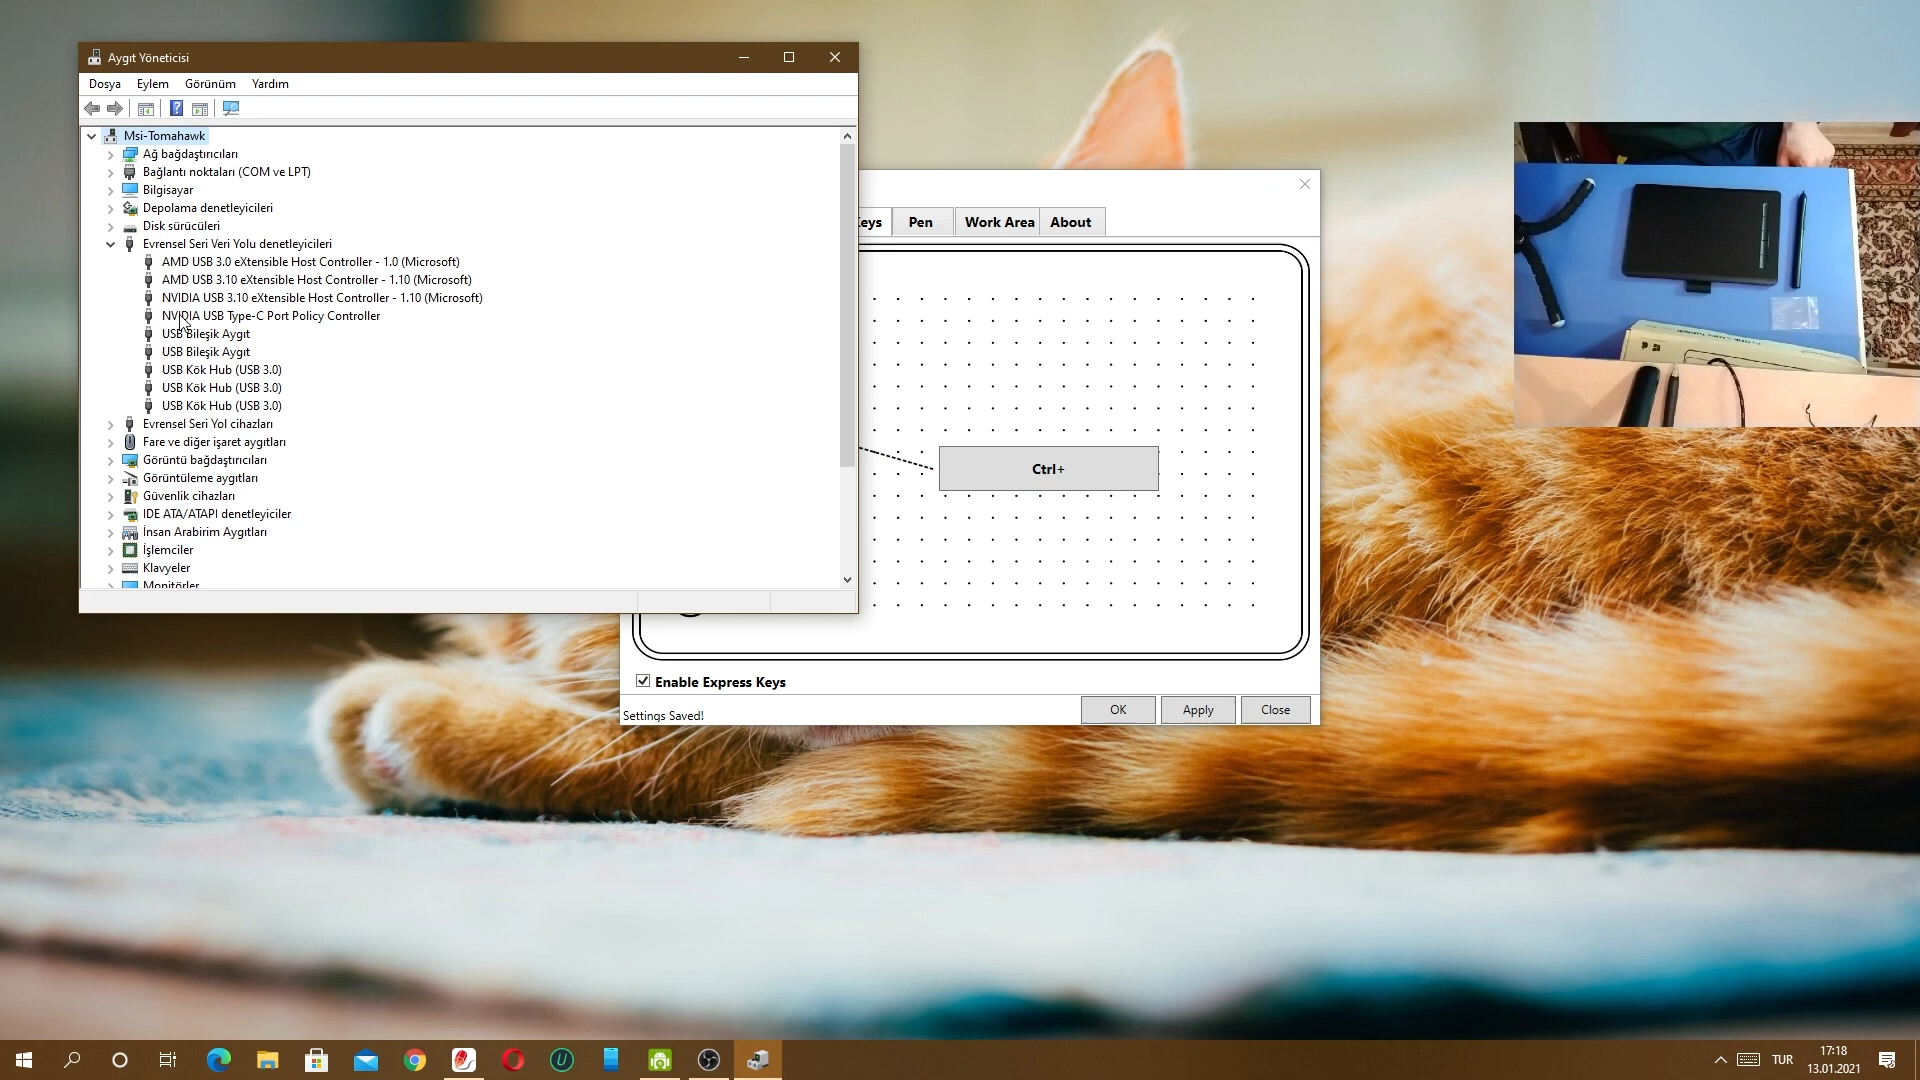 Aygıt Yöneticisi
Dosya Eylem Görünüm Yardım
Msi-Tomahawk
Ağ bağdaştırıcıları
Bağlantı noktaları (COM ve LPT)
Bilgisayar
Depolama denetleyicileri
Disk sürücüleri
Evrensel Seri Veri Yolu denetleyicileri
AMD USB 3.0 eXtensible Host Controller - 1.0 (Microsoft)
AMD USB 3.10 eXtensible Host Controller - 1.10 (Microsoft)
NVIDIA USB 3.10 eXtensible Host Controller - 1.10 (Microsoft)
NVIDIA USB Type-C Port Policy Controller
USB Bileşik Aygıt
USB Bileşik Aygıt
USB Kök Hub (USB 3.0)
USB Kök Hub (USB 3.0)
USB Kök Hub (USB 3.0)
Evrensel Seri Yol cihazları
Fare ve diğer işaret aygıtları
Görüntü bağdaştırıcıları
Görüntüleme aygıtları
Güvenlik cihazları
IDE ATA/ATAPI denetleyiciler
İnsan Arabirim Aygıtları
İşlemciler
Klavyeler
Monitörler
Keys Pen Work Area About
Ctrl+
Enable Express Keys
Settings Saved!
OK Apply Close
TUR
17:18
13.01.2021